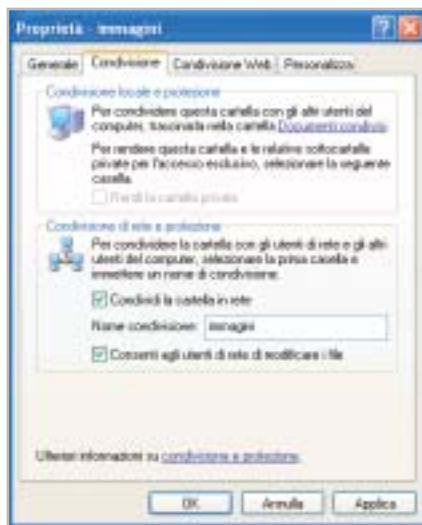 Proprietà - immagini
Generale Condivisione Condivisione Web Personalizza
Condivisione locale e protezione
Per condividere questa cartella con gli altri utenti del
computer, trascinarla nella cartella Documenti condivisi
Per rendere questa cartella e le relative sottocartelle
private per l'accesso esclusivo, selezionare la seguente
casella.
Rendi la cartella privata
Condivisione di rete e protezione
Per condividere la cartella con gli utenti di rete e gli altri
utenti del computer, selezionare la prima casella e
immettere un nome di condivisione.
Condividi la cartella in rete
Nome condivisione: immagini
Consenti agli utenti di rete di modificare i file
Ulteriori informazioni su condivisione e protezione.
OK Annulla Applica